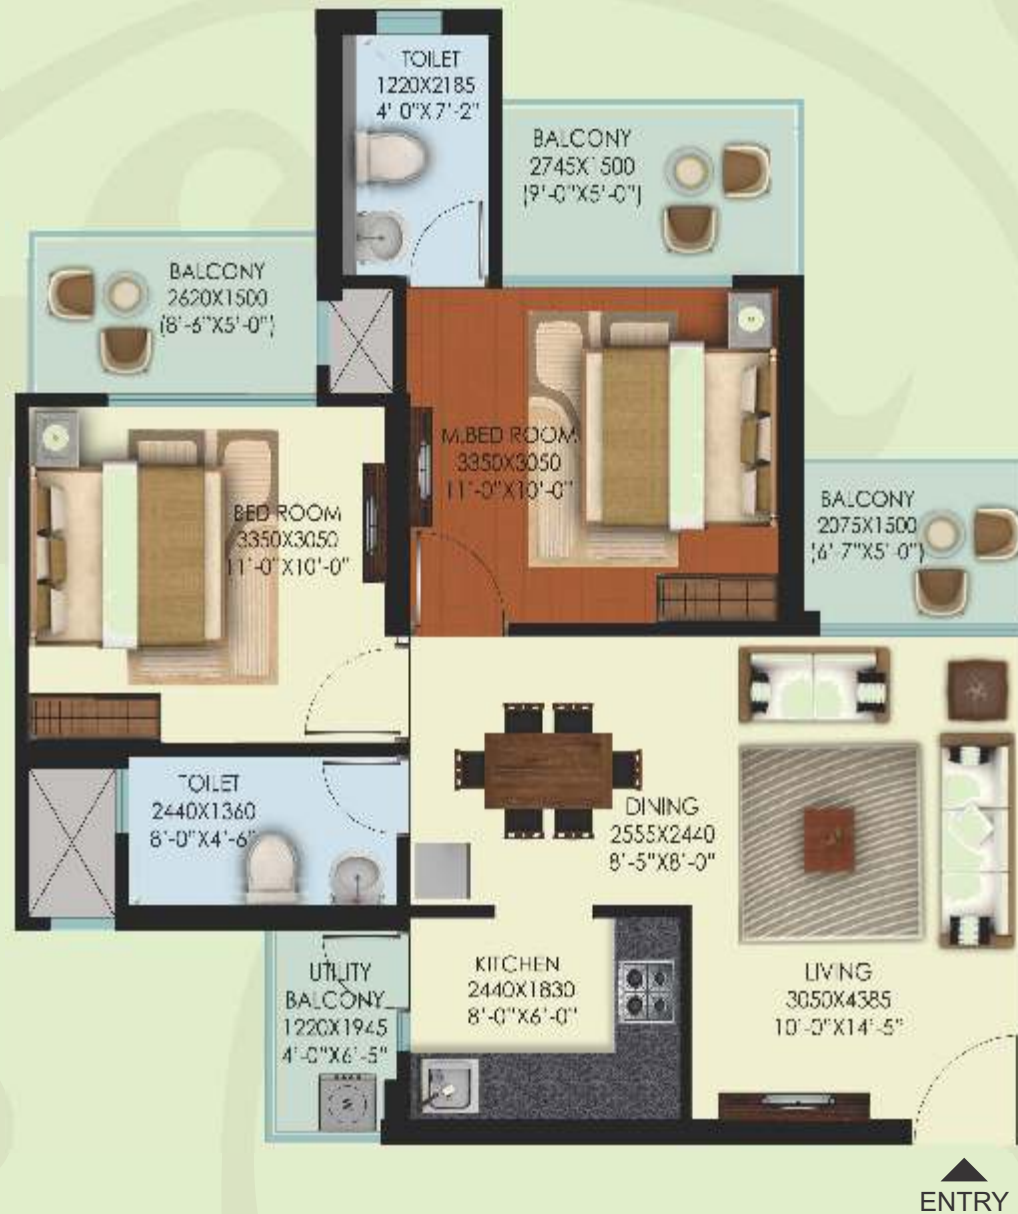 TOILET
1220X2185
4'-0"X7'-2"
BALCONY
2745X1500
(9'-0"X5'-0")
BALCONY
2620X1500
(8'-6"X5'-0")
M.BED ROOM
3350X3050
11'-0"X10'-0"
BED ROOM
3350X3050
11'-0"X10'-0"
BALCONY
2075X1500
(6'-7"X5'-0")
TOILET
2440X1360
8'-0"X4'-6"
DINING
2555X2440
8'-5"X8'-0"
UTILITY
BALCONY
1220X1945
4'-0"X6'-5"
KITCHEN
2440X1830
8'-0"X6'-0"
LIVING
3050X4385
10'-0"X14'-5"
ENTRY